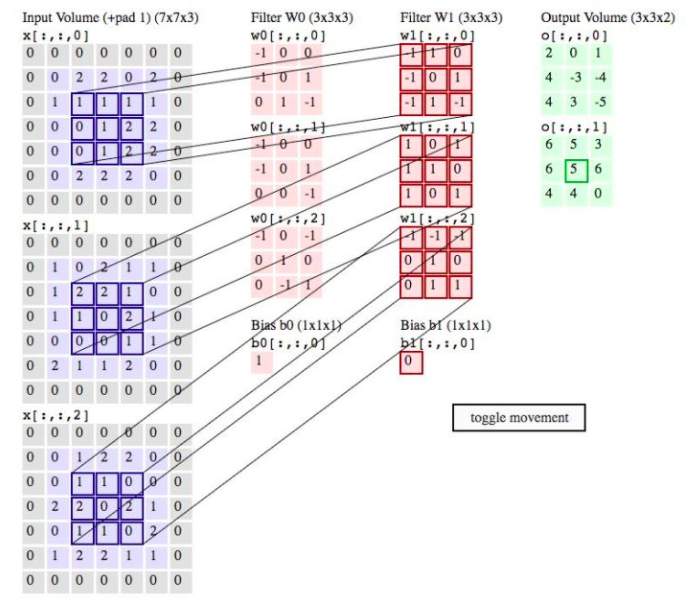 Input Volume (+pad 1) (7x7x3)
x[:,:,0]
0 0 0 0 0 0 0
0 0 2 2 0 2 0
0 1 1 1 1 1 0
0 0 0 1 2 2 0
0 0 0 1 2 2 0
0 0 2 2 2 0 0
0 0 0 0 0 0 0
x[:,:,1]
0 0 0 0 0 0 0
0 1 0 2 1 1 0
0 1 2 2 1 0 0
0 1 1 0 2 1 0
0 0 0 0 1 1 0
0 2 1 1 2 0 0
0 0 0 0 0 0 0
x[:,:,2]
0 0 0 0 0 0 0
0 0 1 2 2 0 0
0 0 1 1 0 0 0
0 2 2 0 2 1 0
0 0 1 1 0 2 0
0 1 2 2 1 1 0
0 0 0 0 0 0 0
Filter W0 (3x3x3)
w0[:,:,0]
-1 0 0
-1 0 1
0 1 -1
w0[:,:,1]
-1 0 0
-1 0 1
0 0 -1
w0[:,:,2]
-1 0 -1
0 1 0
0 -1 1
Bias b0 (1x1x1)
b0[:,:,0]
1
Filter W1 (3x3x3)
w1[:,:,0]
-1 1 0
-1 0 1
-1 1 -1
w1[:,:,1]
1 0 1
1 1 0
1 0 1
w1[:,:,2]
-1 -1 -1
0 1 0
0 1 1
Bias b1 (1x1x1)
b1[:,:,0]
0
Output Volume (3x3x2)
o[:,:,0]
2 0 1
4 -3 -4
4 3 -5
o[:,:,1]
6 5 3
6 5 6
4 4 0
toggle movement